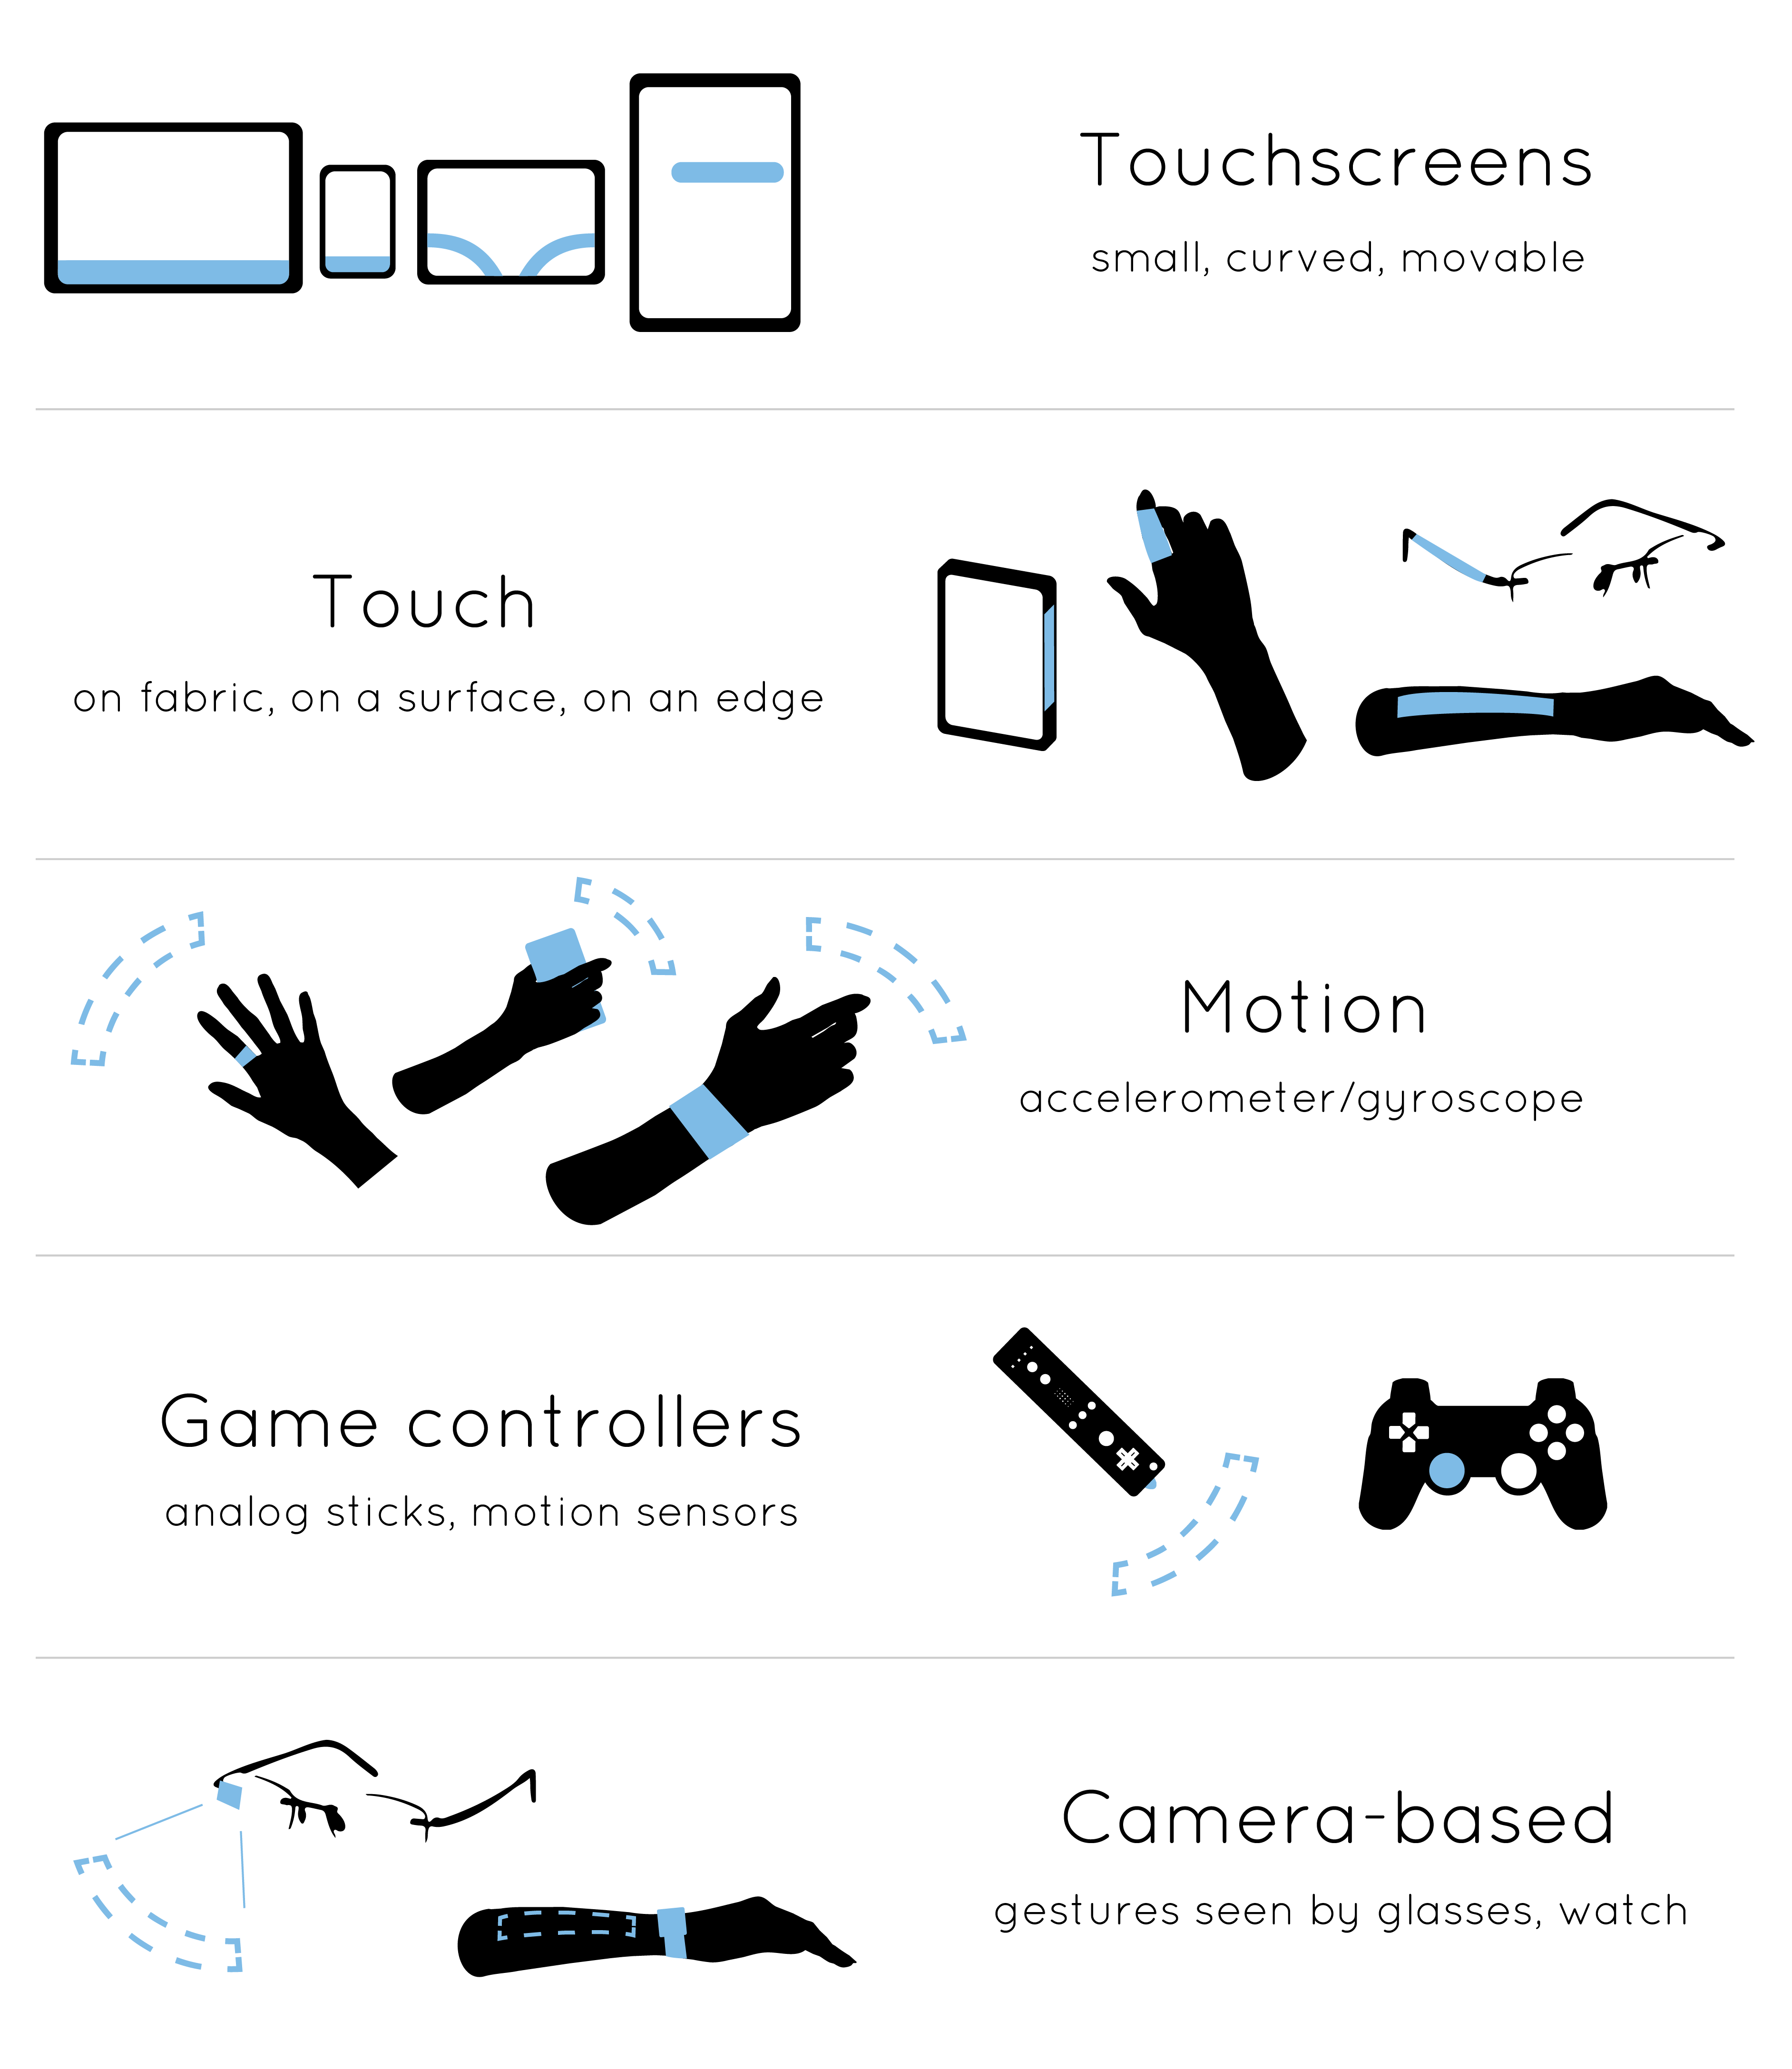 Touchscreens
small, curved, movable
Touch
on fabric, on a surface, on an edge
Motion
accelerometer/gyroscope
Game controllers
analog sticks, motion sensors
Camera-based
gestures seen by glasses, watch